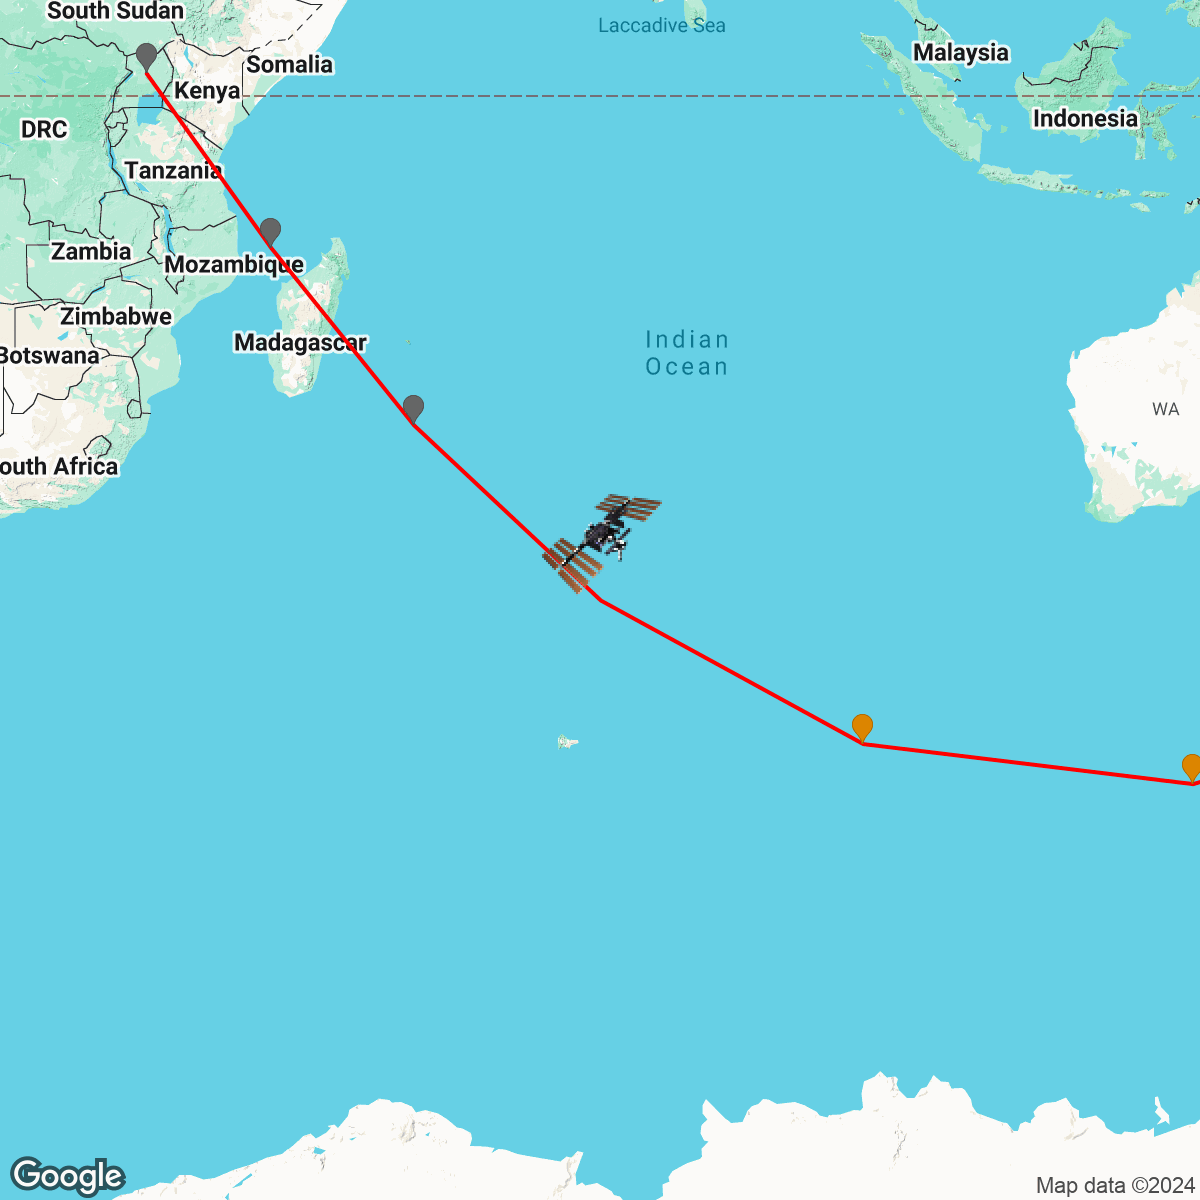 South Sudan
Laccadive Sea
Malaysia
Somalia
Kenya
Indonesia
DRC
Tanzania
Zambia
Mozambique
Zimbabwe
Madagascar
Indian
Ocean
Botswana
WA
outh Africa
Google
Map data ©2024